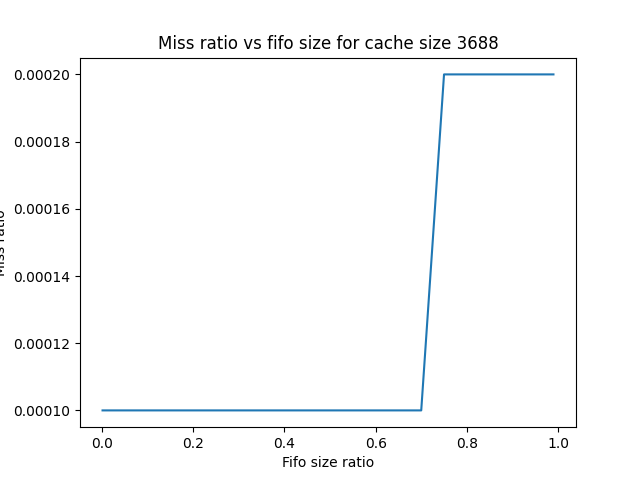 Miss ratio vs fifo size for cache size 3688
0.00020
0.00018
0.00016
0.00014
0.00012
0.00010
Miss ratio
0.0 0.2 0.4 0.6 0.8 1.0
Fifo size ratio